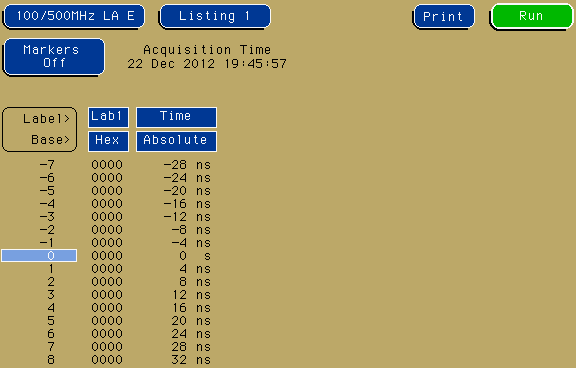 100/500MHz LA E Listing 1 Print Run
Markers Off Acquisition Time
22 Dec 2012 19:45:57
Label> Lab1 Time
Base> Hex Absolute
-7 0000 -28 ns
-6 0000 -24 ns
-5 0000 -20 ns
-4 0000 -16 ns
-3 0000 -12 ns
-2 0000 -8 ns
-1 0000 -4 ns
0 0000 0 s
1 0000 4 ns
2 0000 8 ns
3 0000 12 ns
4 0000 16 ns
5 0000 20 ns
6 0000 24 ns
7 0000 28 ns
8 0000 32 ns